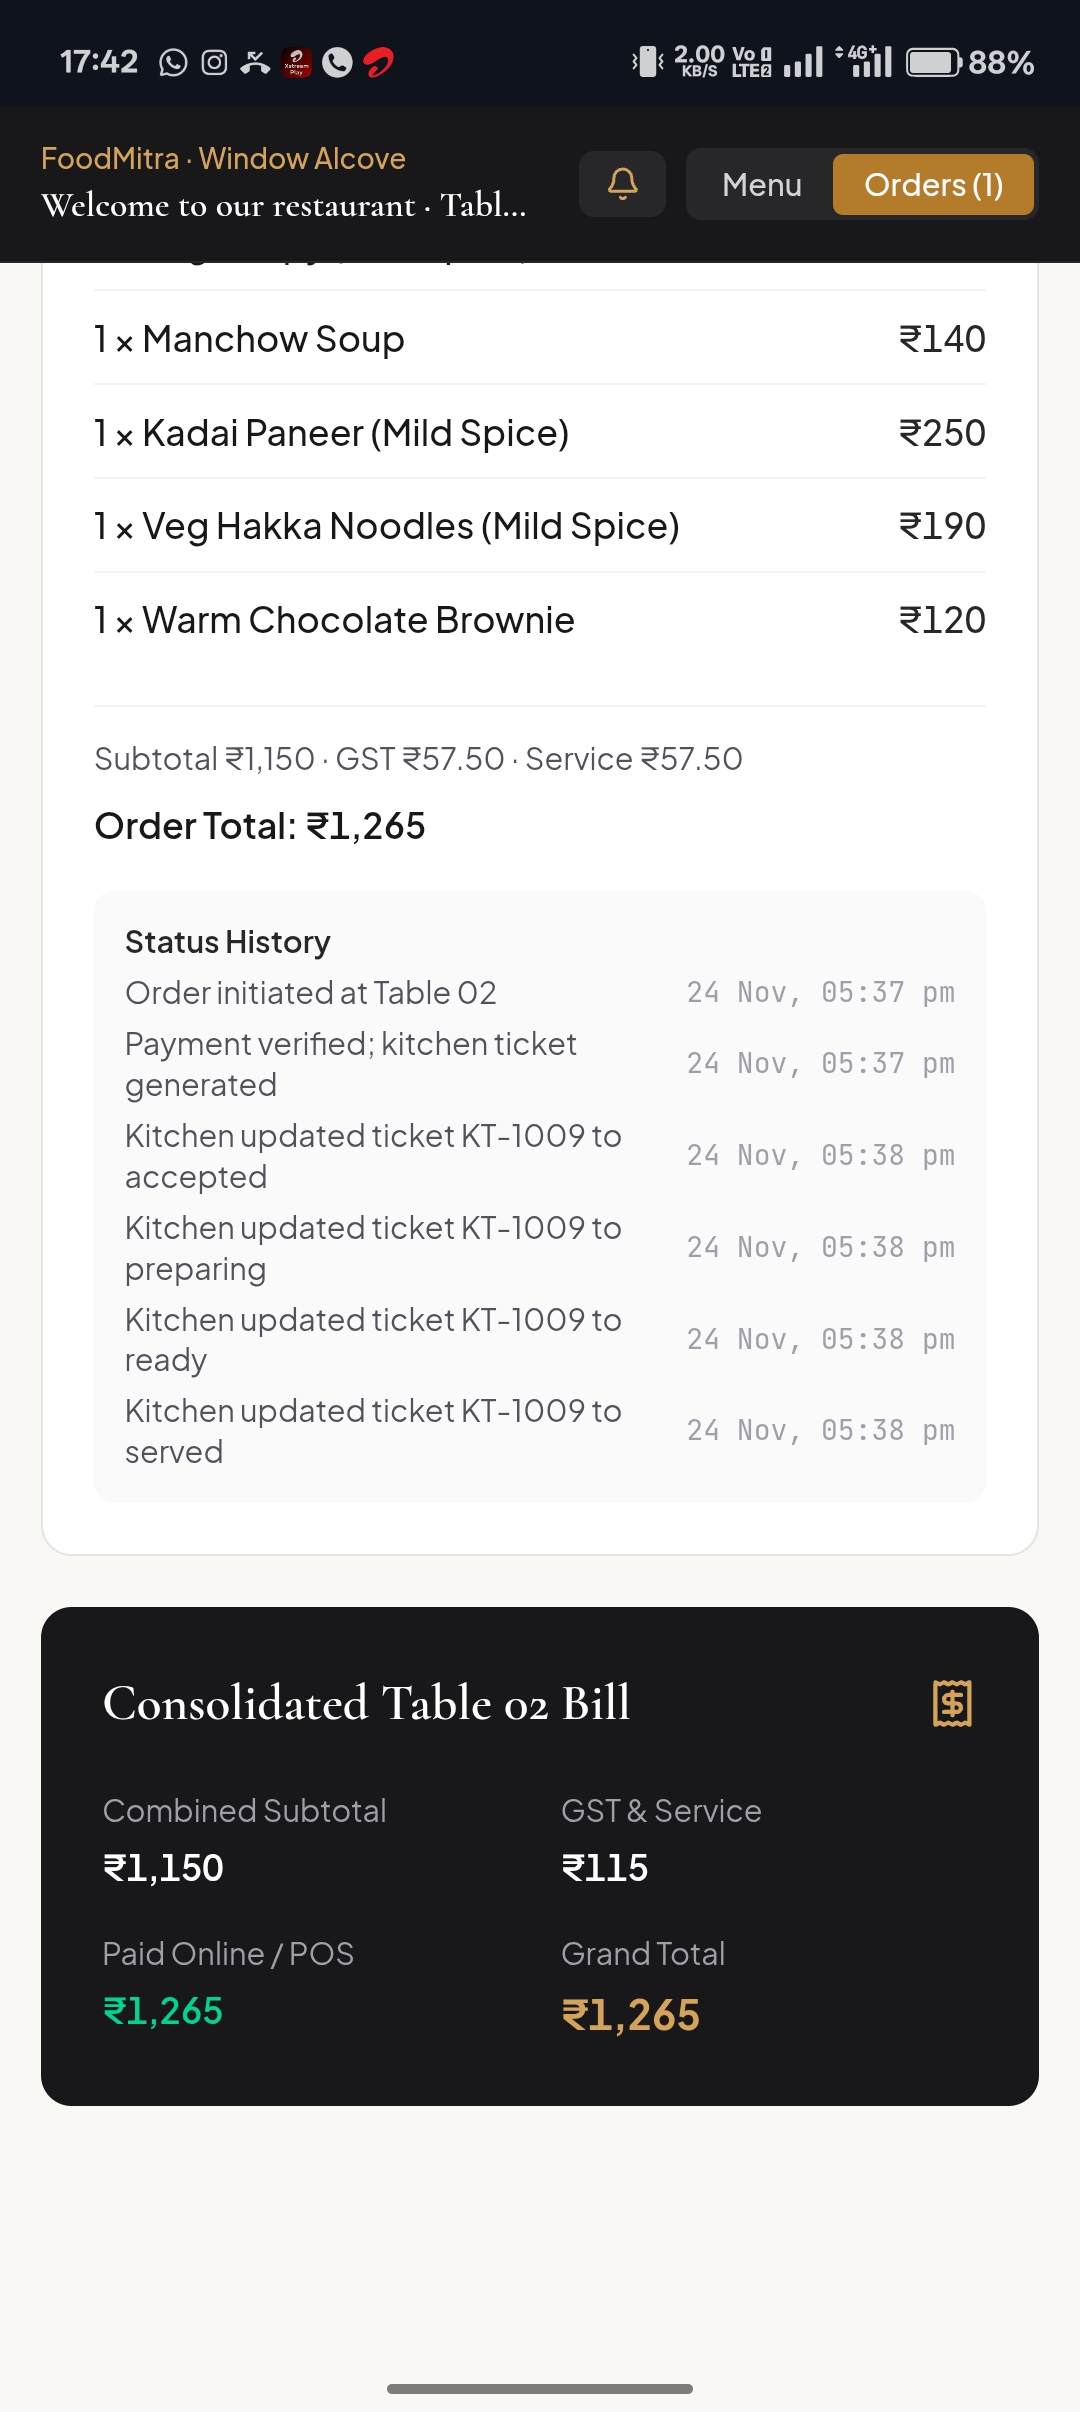 17:42
2.00 KB/S Vo 1 LTE 2 4G+ 88%
FoodMitra · Window Alcove
Welcome to our restaurant · Tabl...
Menu
Orders (1)
1 × Manchow Soup ₹140
1 × Kadai Paneer (Mild Spice) ₹250
1 × Veg Hakka Noodles (Mild Spice) ₹190
1 × Warm Chocolate Brownie ₹120
Subtotal ₹1,150 · GST ₹57.50 · Service ₹57.50
Order Total: ₹1,265
Status History
Order initiated at Table 02 24 Nov, 05:37 pm
Payment verified; kitchen ticket
generated 24 Nov, 05:37 pm
Kitchen updated ticket KT-1009 to
accepted 24 Nov, 05:38 pm
Kitchen updated ticket KT-1009 to
preparing 24 Nov, 05:38 pm
Kitchen updated ticket KT-1009 to
ready 24 Nov, 05:38 pm
Kitchen updated ticket KT-1009 to
served 24 Nov, 05:38 pm
Consolidated Table 02 Bill
Combined Subtotal
₹1,150
GST & Service
₹115
Paid Online / POS
₹1,265
Grand Total
₹1,265